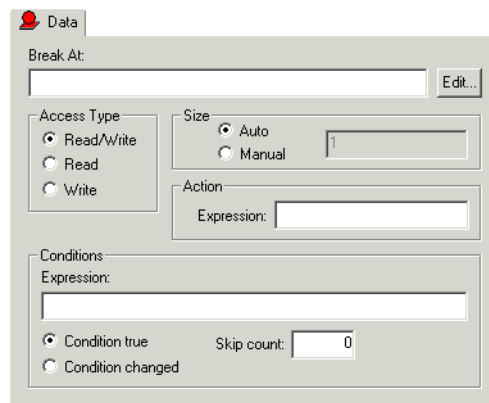 Data
Break At:
Edit...
Access Type
Read/Write
Read
Write
Size
Auto
Manual
1
Action
Expression:
Conditions
Expression:
Condition true
Skip count: 0
Condition changed